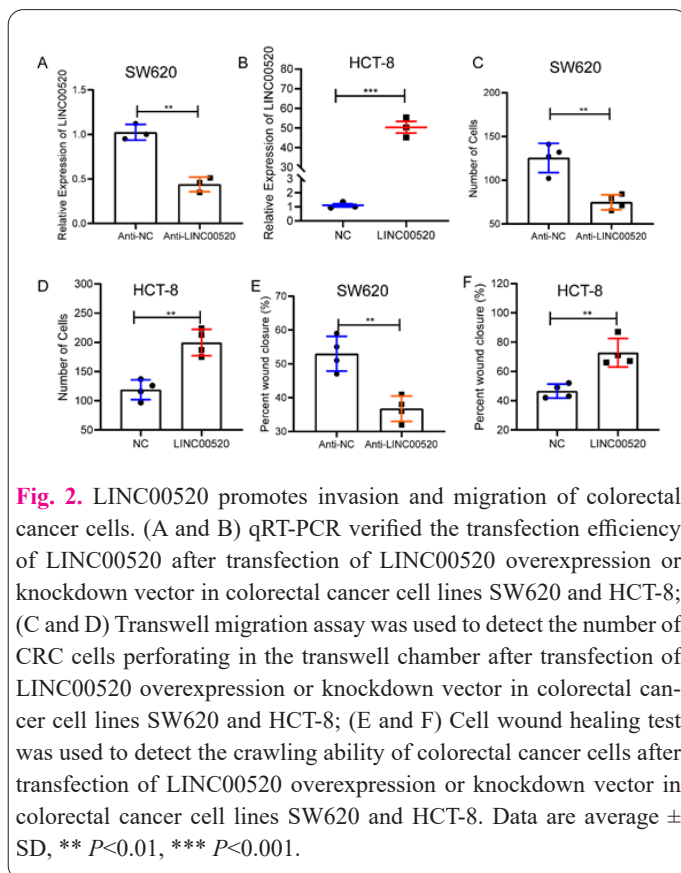 A
SW620
Relative Expression of LINC00520
1.5
1.0
0.5
0.0
**
Anti-NC
Anti-LINC00520
B
HCT-8
Relative Expression of LINC00520
80
70
60
50
40
30
3
2
1
0
***
NC
LINC00520
C
SW620
Number of Cells
150
100
50
**
Anti-NC
Anti-LINC00520
D
HCT-8
Number of Cells
300
250
200
150
100
50
**
NC
LINC00520
E
SW620
Percent wound closure (%)
70
60
50
40
30
**
Anti-NC
Anti-LINC00520
F
HCT-8
Percent wound closure (%)
100
80
60
40
20
**
NC
LINC00520
Fig. 2. LINC00520 promotes invasion and migration of colorectal
cancer cells. (A and B) qRT-PCR verified the transfection efficiency
of LINC00520 after transfection of LINC00520 overexpression or
knockdown vector in colorectal cancer cell lines SW620 and HCT-8;
(C and D) Transwell migration assay was used to detect the number of
CRC cells perforating in the transwell chamber after transfection of
LINC00520 overexpression or knockdown vector in colorectal can-
cer cell lines SW620 and HCT-8; (E and F) Cell wound healing test
was used to detect the crawling ability of colorectal cancer cells after
transfection of LINC00520 overexpression or knockdown vector in
colorectal cancer cell lines SW620 and HCT-8. Data are average ±
SD, ** P<0.01, *** P<0.001.